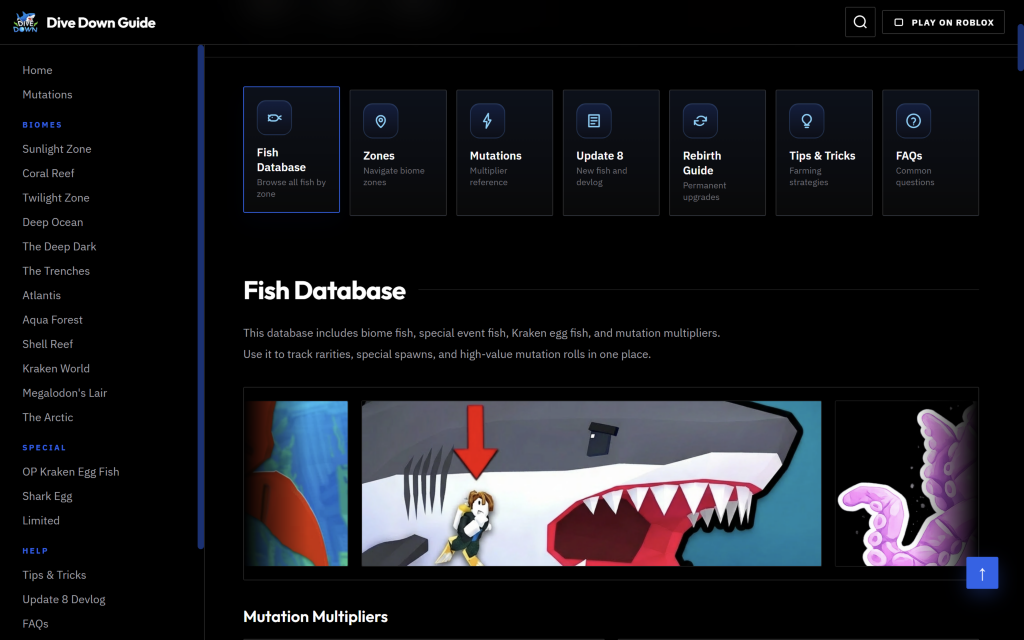 DIVE
DOWN
Dive Down Guide
PLAY ON ROBLOX
Home
Mutations
BIOMES
Sunlight Zone
Coral Reef
Twilight Zone
Deep Ocean
The Deep Dark
The Trenches
Atlantis
Aqua Forest
Shell Reef
Kraken World
Megalodon's Lair
The Arctic
SPECIAL
OP Kraken Egg Fish
Shark Egg
Limited
HELP
Tips & Tricks
Update 8 Devlog
FAQs
Fish
Database
Browse all fish by
zone
Zones
Navigate biome
zones
Mutations
Multiplier
reference
Update 8
New fish and
devlog
Rebirth
Guide
Permanent
upgrades
Tips & Tricks
Farming
strategies
FAQs
Common
questions
Fish Database
This database includes biome fish, special event fish, Kraken egg fish, and mutation multipliers.
Use it to track rarities, special spawns, and high-value mutation rolls in one place.
Mutation Multipliers